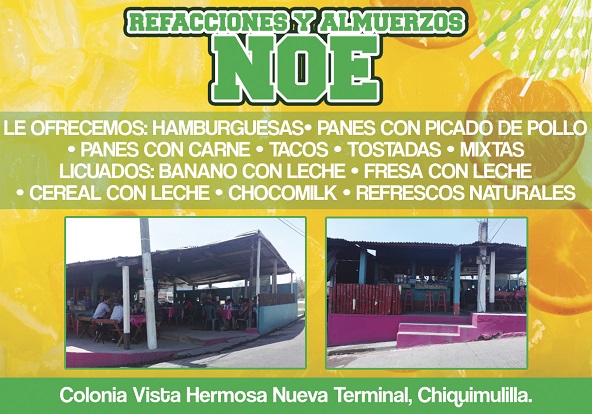 REFACCIONES Y ALMUERZOS
NOE
LE OFRECEMOS: HAMBURGUESAS• PANES CON PICADO DE POLLO
• PANES CON CARNE • TACOS • TOSTADAS • MIXTAS
LICUADOS: BANANO CON LECHE • FRESA CON LECHE
• CEREAL CON LECHE • CHOCOMILK • REFRESCOS NATURALES
Colonia Vista Hermosa Nueva Terminal, Chiquimulilla.